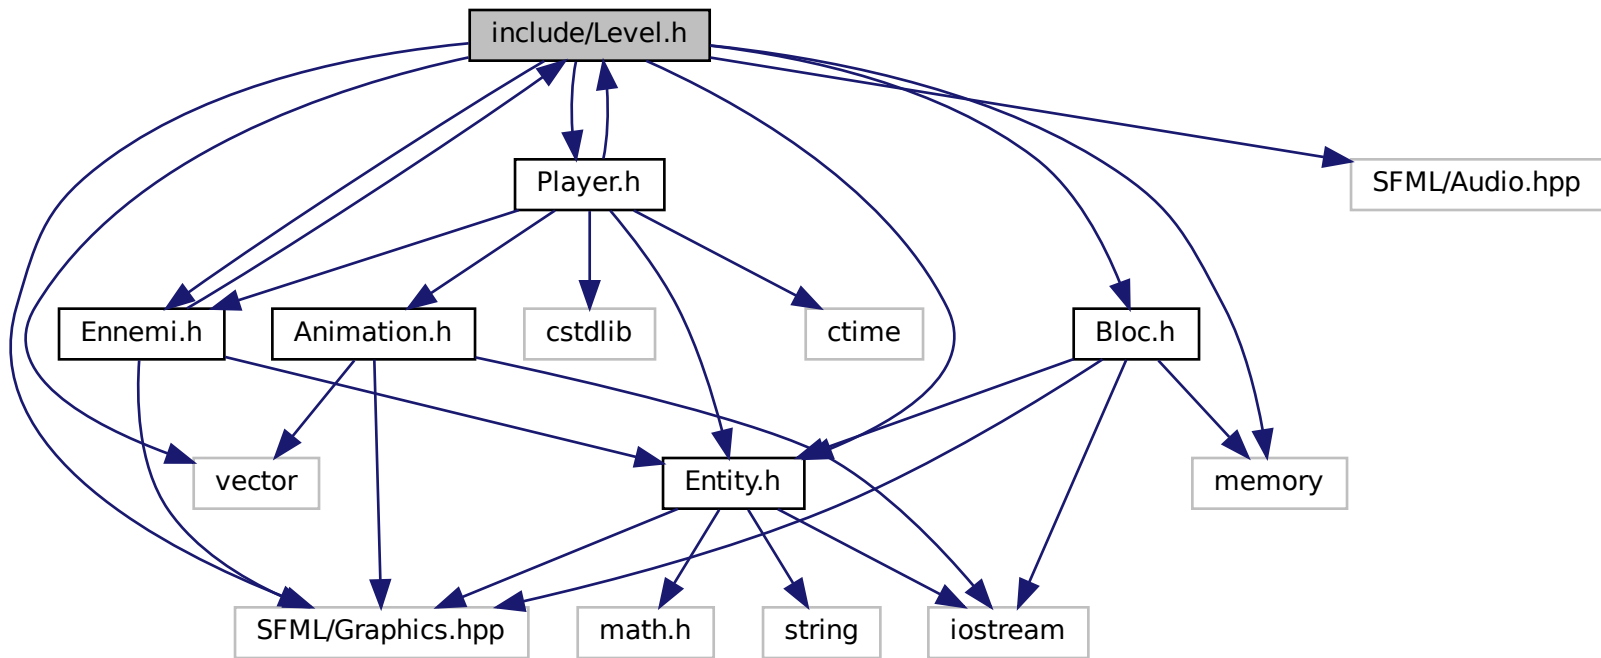 include/Level.h
Player.h
SFML/Audio.hpp
Ennemi.h
Animation.h
cstdlib
ctime
Bloc.h
vector
Entity.h
memory
SFML/Graphics.hpp
math.h
string
iostream